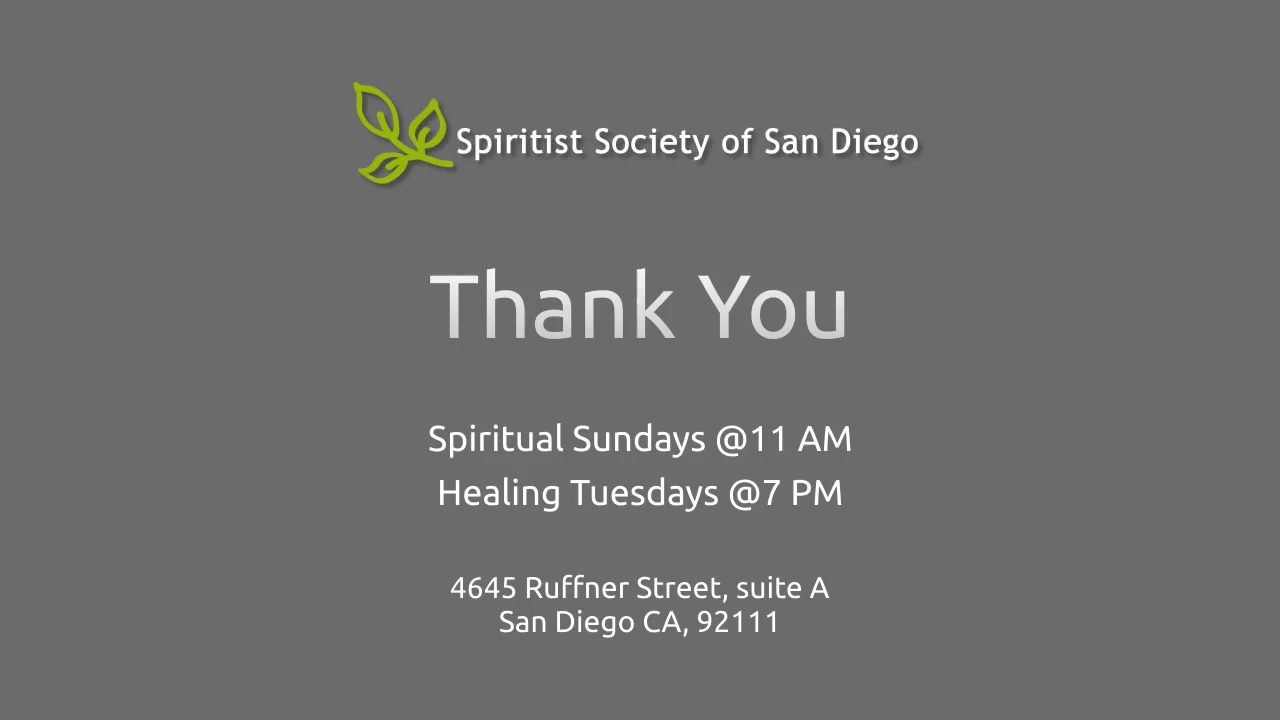 Spiritist Society of San Diego
Thank You
Spiritual Sundays @11 AM
Healing Tuesdays @7 PM
4645 Ruffner Street, suite A
San Diego CA, 92111